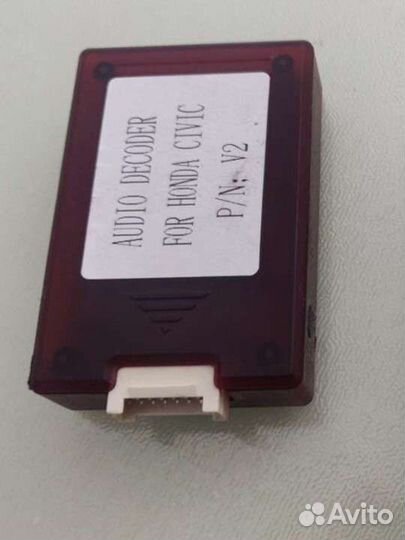 AUDIO DECODER
FOR HONDA CIVIC
P/N: V2
Avito